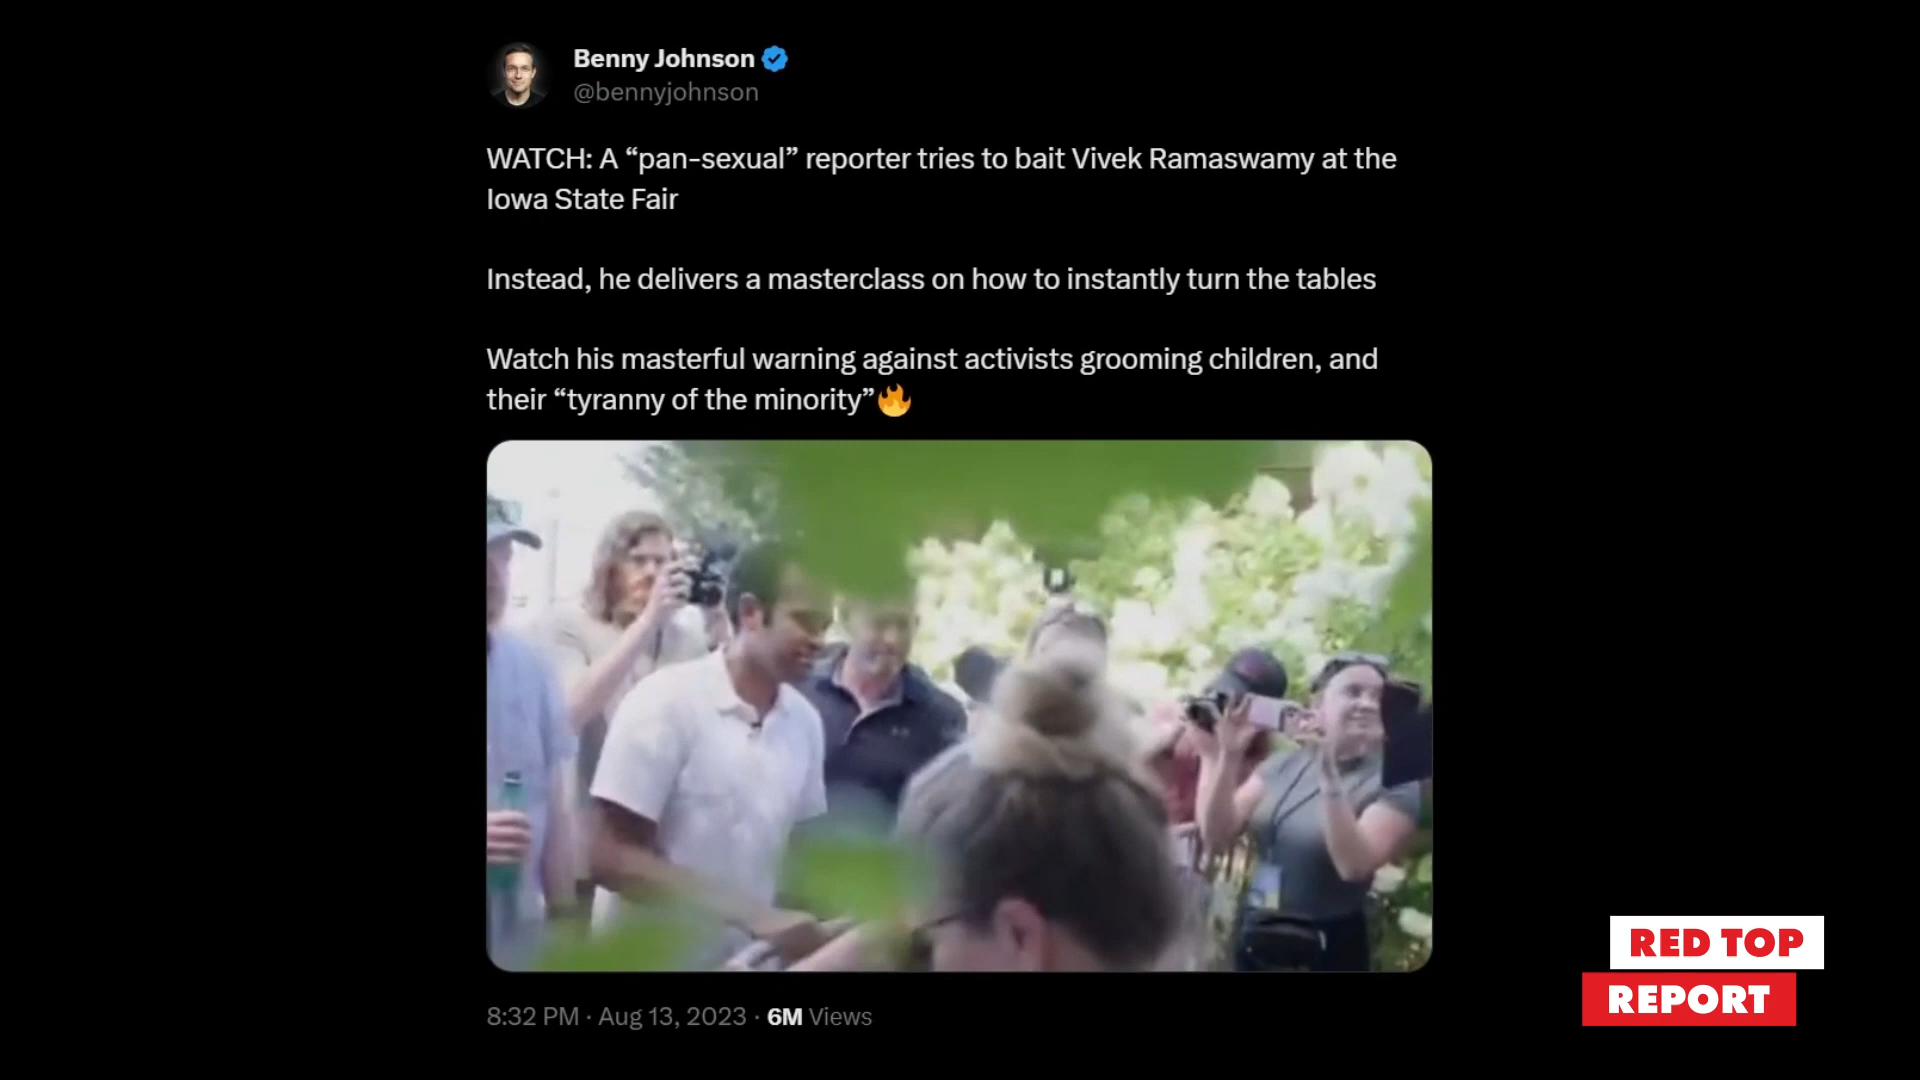 Benny Johnson
@bennyjohnson
WATCH: A “pan-sexual” reporter tries to bait Vivek Ramaswamy at the
Iowa State Fair
Instead, he delivers a masterclass on how to instantly turn the tables
Watch his masterful warning against activists grooming children, and
their “tyranny of the minority”🔥
8:32 PM · Aug 13, 2023 · 6M Views
RED TOP
REPORT